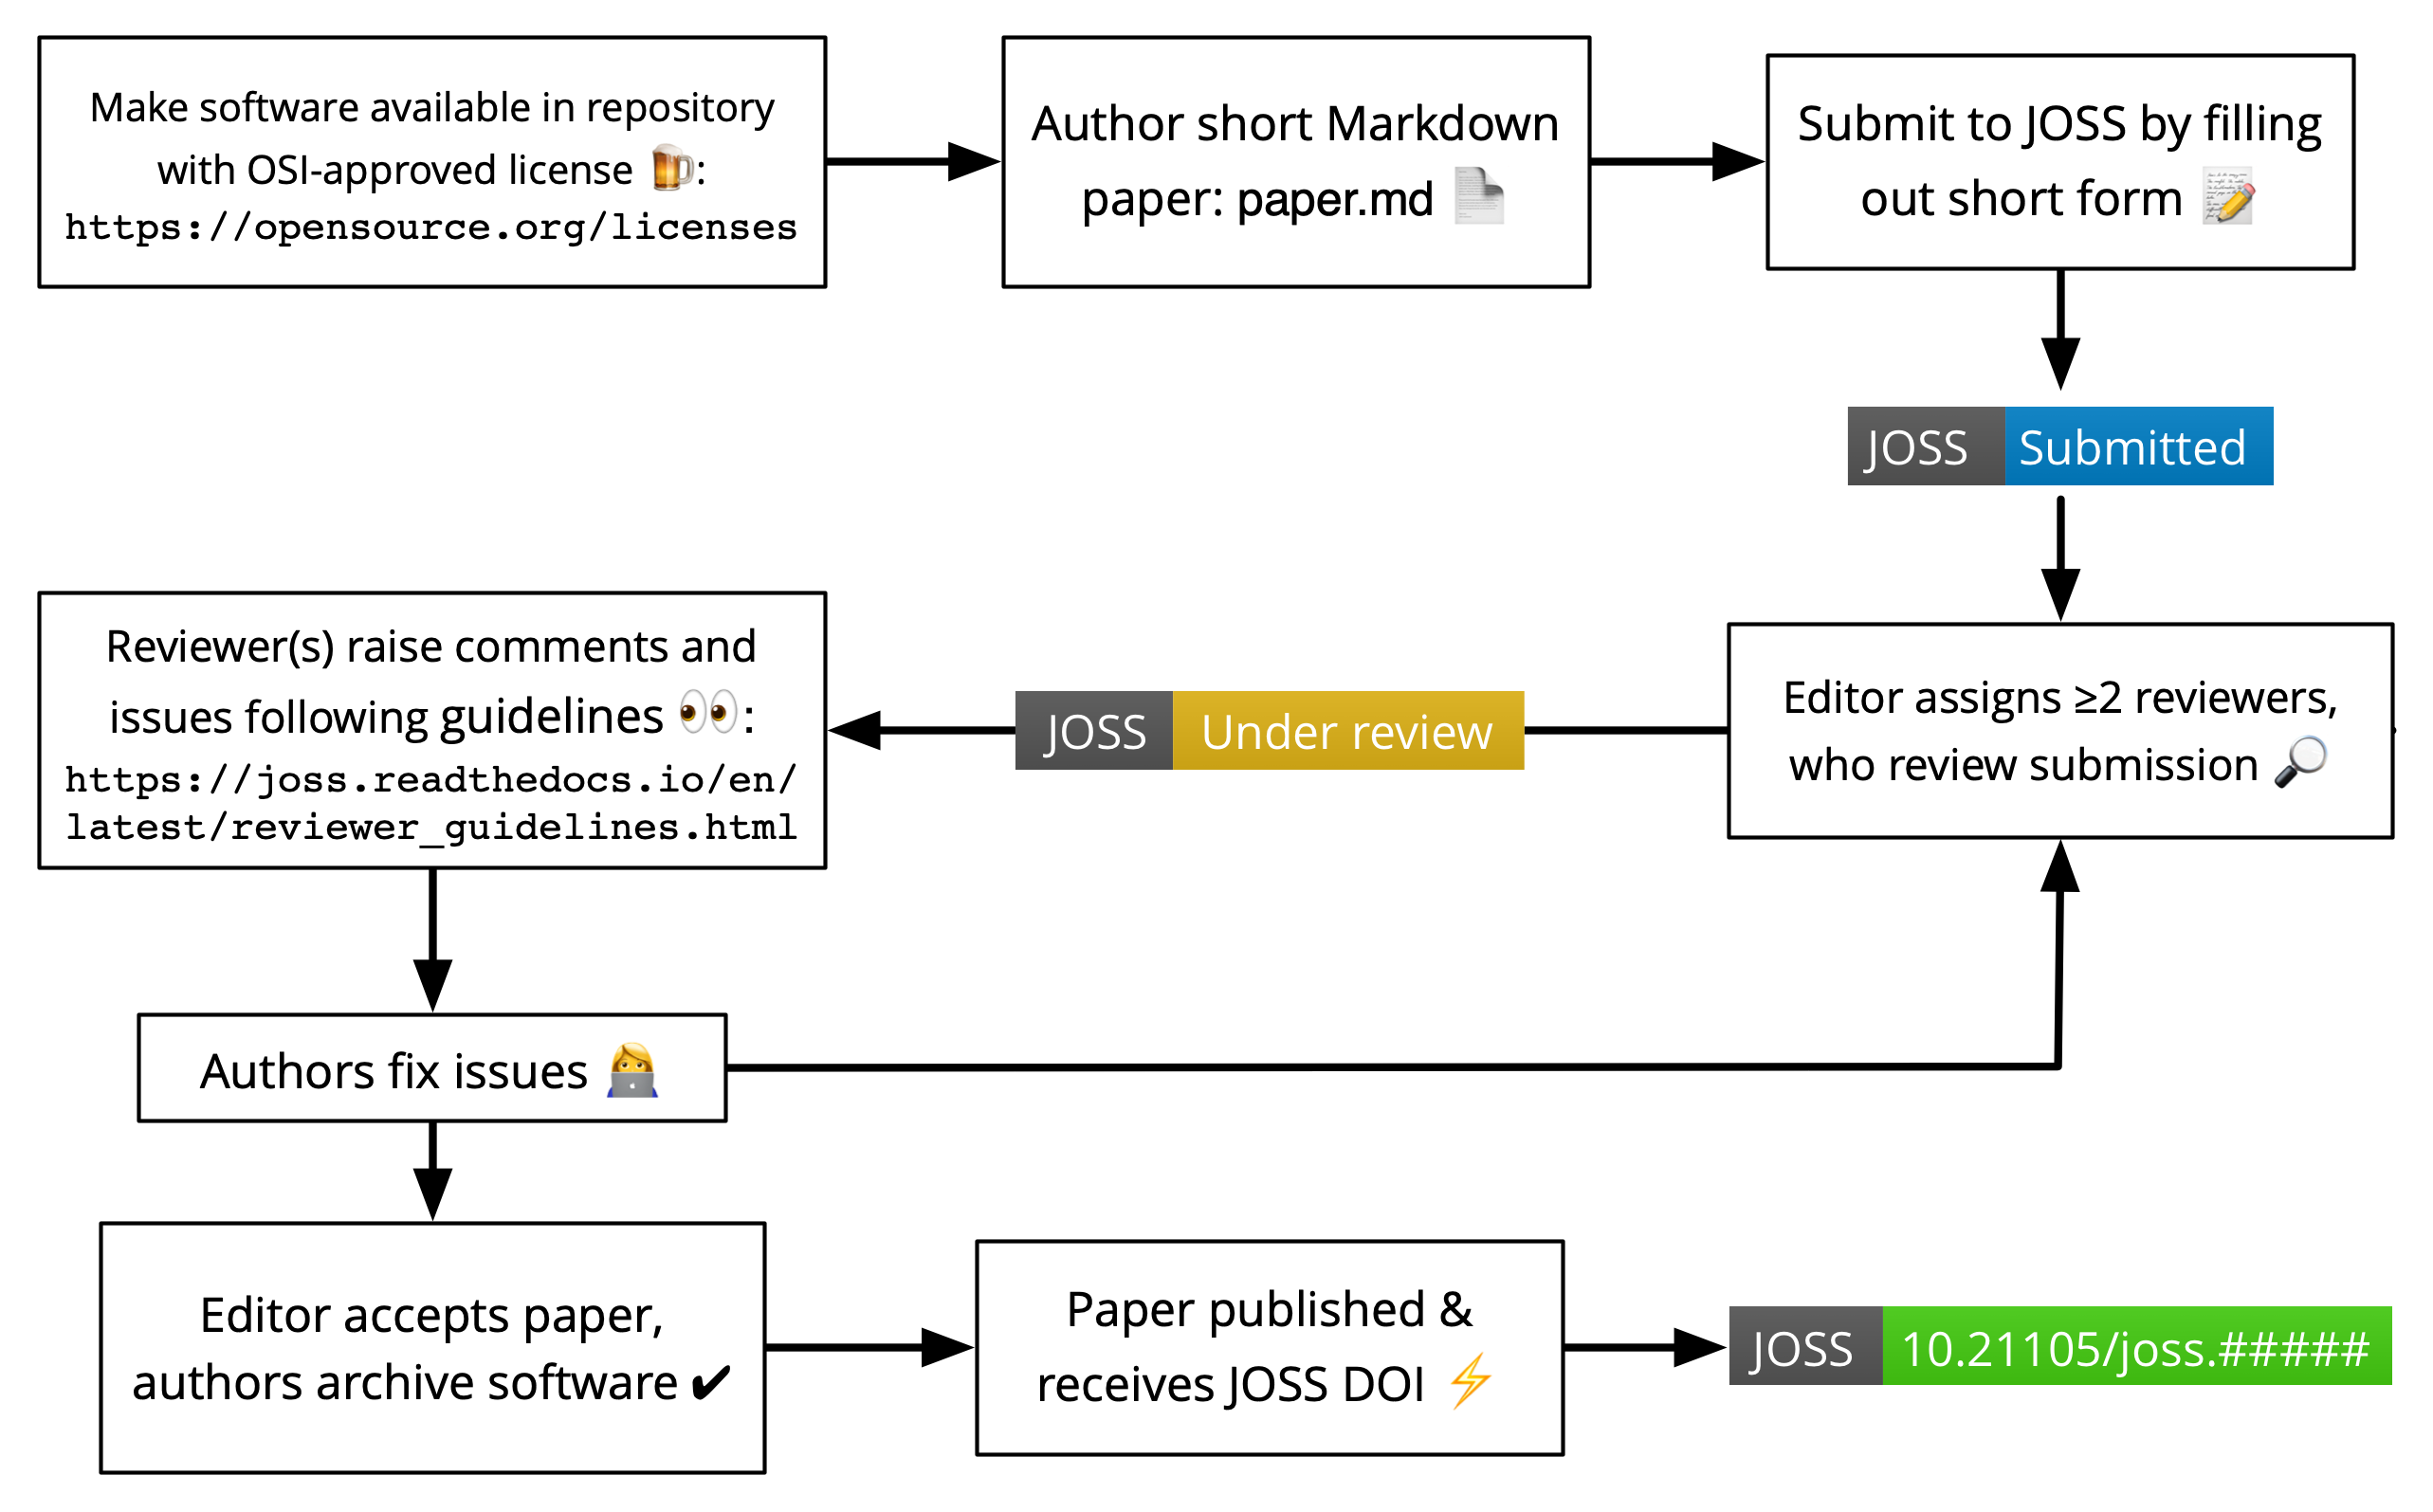 Make software available in repository
with OSI-approved license 🍺:
https://opensource.org/licenses
Author short Markdown
paper: paper.md 📄
Submit to JOSS by filling
out short form 📝
JOSS Submitted
Editor assigns ≥2 reviewers,
who review submission 🔎
JOSS Under review
Reviewer(s) raise comments and
issues following guidelines 👀:
https://joss.readthedocs.io/en/
latest/reviewer_guidelines.html
Authors fix issues 👩‍💻
Editor accepts paper,
authors archive software ✔
Paper published &
receives JOSS DOI ⚡
JOSS 10.21105/joss.#####